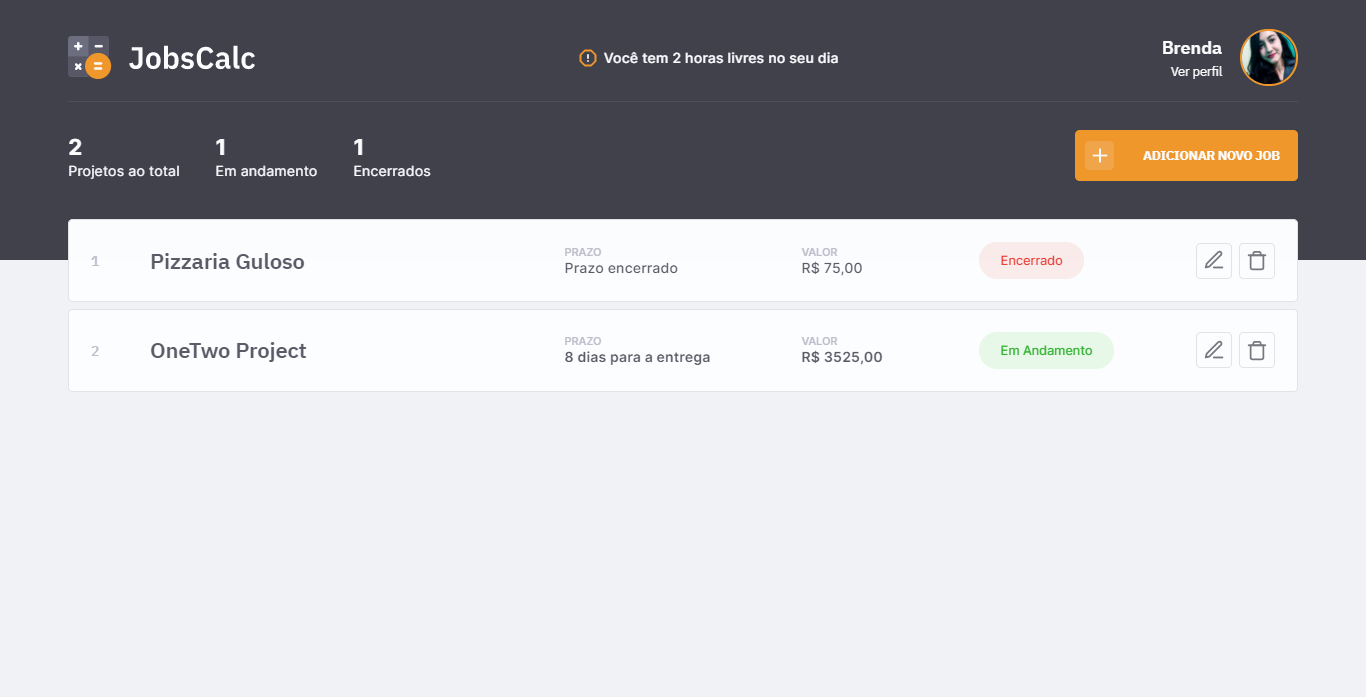 JobsCalc
Você tem 2 horas livres no seu dia
Brenda
Ver perfil
2
Projetos ao total
1
Em andamento
1
Encerrados
ADICIONAR NOVO JOB
1
Pizzaria Guloso
PRAZO
Prazo encerrado
VALOR
R$ 75,00
Encerrado
2
OneTwo Project
PRAZO
8 dias para a entrega
VALOR
R$ 3525,00
Em Andamento